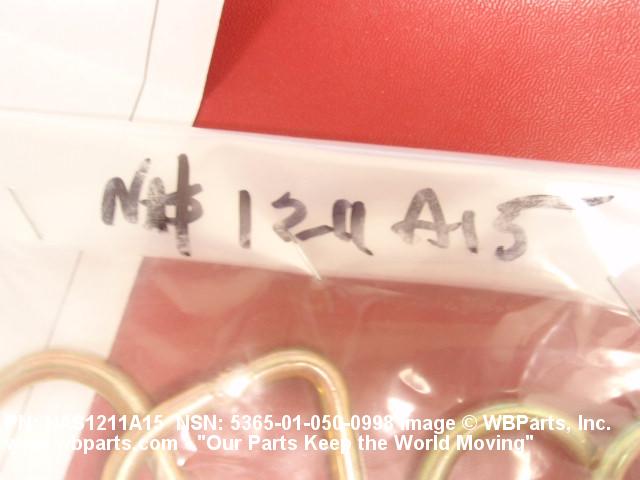 NAS 1211 A15
PN: NAS1211A15 NSN: 5365-01-050-0998 Image © WBParts, Inc.
www.wbparts.com - "Our Parts Keep the World Moving"